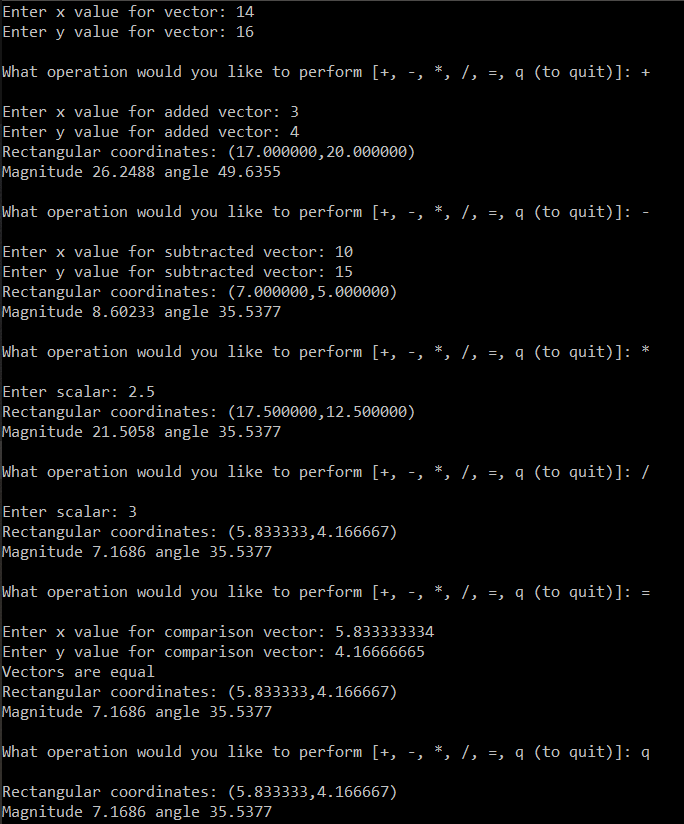 Enter x value for vector: 14
Enter y value for vector: 16
What operation would you like to perform [+, -, *, /, =, q (to quit)]: +
Enter x value for added vector: 3
Enter y value for added vector: 4
Rectangular coordinates: (17.000000,20.000000)
Magnitude 26.2488 angle 49.6355
What operation would you like to perform [+, -, *, /, =, q (to quit)]: -
Enter x value for subtracted vector: 10
Enter y value for subtracted vector: 15
Rectangular coordinates: (7.000000,5.000000)
Magnitude 8.60233 angle 35.5377
What operation would you like to perform [+, -, *, /, =, q (to quit)]: *
Enter scalar: 2.5
Rectangular coordinates: (17.500000,12.500000)
Magnitude 21.5058 angle 35.5377
What operation would you like to perform [+, -, *, /, =, q (to quit)]: /
Enter scalar: 3
Rectangular coordinates: (5.833333,4.166667)
Magnitude 7.1686 angle 35.5377
What operation would you like to perform [+, -, *, /, =, q (to quit)]: =
Enter x value for comparison vector: 5.833333334
Enter y value for comparison vector: 4.16666665
Vectors are equal
Rectangular coordinates: (5.833333,4.166667)
Magnitude 7.1686 angle 35.5377
What operation would you like to perform [+, -, *, /, =, q (to quit)]: q
Rectangular coordinates: (5.833333,4.166667)
Magnitude 7.1686 angle 35.5377